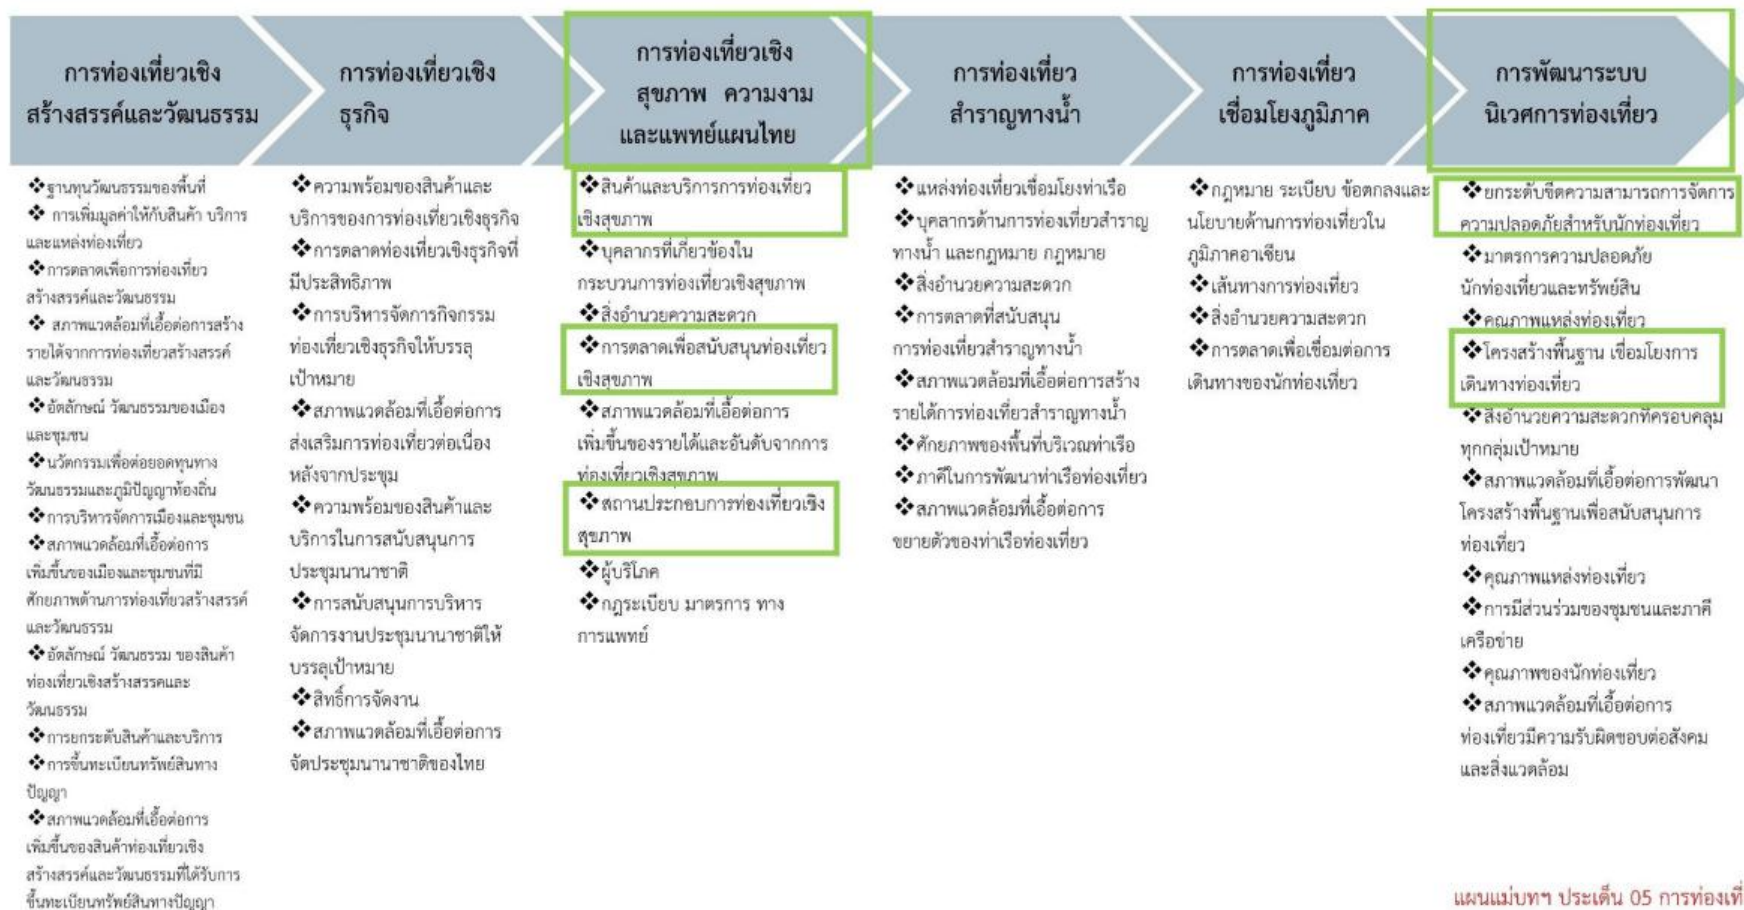 การท่องเที่ยวเชิง
สร้างสรรค์และวัฒนธรรม
❖ฐานทุนวัฒนธรรมของพื้นที่
❖ การเพิ่มมูลค่าให้กับสินค้า บริการ
และแหล่งท่องเที่ยว
❖การตลาดเพื่อการท่องเที่ยว
สร้างสรรค์และวัฒนธรรม
❖ สภาพแวดล้อมที่เอื้อต่อการสร้าง
รายได้จากการท่องเที่ยวสร้างสรรค์
และวัฒนธรรม
❖อัตลักษณ์ วัฒนธรรมของเมือง
และชุมชน
❖นวัตกรรมเพื่อต่อยอดทุนทาง
วัฒนธรรมและภูมิปัญญาท้องถิ่น
❖การบริหารจัดการเมืองและชุมชน
❖สภาพแวดล้อมที่เอื้อต่อการ
เพิ่มขึ้นของเมืองและชุมชนที่มี
ศักยภาพด้านการท่องเที่ยวสร้างสรรค์
และวัฒนธรรม
❖อัตลักษณ์ วัฒนธรรม ของสินค้า
ท่องเที่ยวเชิงสร้างสรรคและ
วัฒนธรรม
❖การยกระดับสินค้าและบริการ
❖การขึ้นทะเบียนทรัพย์สินทาง
ปัญญา
❖สภาพแวดล้อมที่เอื้อต่อการ
เพิ่มขึ้นของสินค้าท่องเที่ยวเชิง
สร้างสรรค์และวัฒนธรรมที่ได้รับการ
ขึ้นทะเบียนทรัพย์สินทางปัญญา
การท่องเที่ยวเชิง
ธุรกิจ
❖ความพร้อมของสินค้าและ
บริการของการท่องเที่ยวเชิงธุรกิจ
❖การตลาดท่องเที่ยวเชิงธุรกิจที่
มีประสิทธิภาพ
❖การบริหารจัดการกิจกรรม
ท่องเที่ยวเชิงธุรกิจให้บรรลุ
เป้าหมาย
❖สภาพแวดล้อมที่เอื้อต่อการ
ส่งเสริมการท่องเที่ยวต่อเนื่อง
หลังจากประชุม
❖ความพร้อมของสินค้าและ
บริการในการสนับสนุนการ
ประชุมนานาชาติ
❖การสนับสนุนการบริหาร
จัดการงานประชุมนานาชาติให้
บรรลุเป้าหมาย
❖สิทธิ์การจัดงาน
❖สภาพแวดล้อมที่เอื้อต่อการ
จัดประชุมนานาชาติของไทย
การท่องเที่ยวเชิง
สุขภาพ ความงาม
และแพทย์แผนไทย
❖สินค้าและบริการการท่องเที่ยว
เชิงสุขภาพ
❖บุคลากรที่เกี่ยวข้องใน
กระบวนการท่องเที่ยวเชิงสุขภาพ
❖สิ่งอำนวยความสะดวก
❖การตลาดเพื่อสนับสนุนท่องเที่ยว
เชิงสุขภาพ
❖สภาพแวดล้อมที่เอื้อต่อการ
เพิ่มขึ้นของรายได้และอันดับจากการ
ท่องเที่ยวเชิงสุขภาพ
❖สถานประกอบการท่องเที่ยวเชิง
สุขภาพ
❖ผู้บริโภค
❖กฎระเบียบ มาตรการ ทาง
การแพทย์
การท่องเที่ยว
สำราญทางน้ำ
❖แหล่งท่องเที่ยวเชื่อมโยงท่าเรือ
❖บุคลากรด้านการท่องเที่ยวสำราญ
ทางน้ำ และกฎหมาย กฎหมาย
❖สิ่งอำนวยความสะดวก
❖การตลาดที่สนับสนุน
การท่องเที่ยวสำราญทางน้ำ
❖สภาพแวดล้อมที่เอื้อต่อการสร้าง
รายได้การท่องเที่ยวสำราญทางน้ำ
❖ศักยภาพของพื้นที่บริเวณท่าเรือ
❖ภาคีในการพัฒนาท่าเรือท่องเที่ยว
❖สภาพแวดล้อมที่เอื้อต่อการ
ขยายตัวของท่าเรือท่องเที่ยว
การท่องเที่ยว
เชื่อมโยงภูมิภาค
❖กฎหมาย ระเบียบ ข้อตกลงและ
นโยบายด้านการท่องเที่ยวใน
ภูมิภาคอาเซียน
❖เส้นทางการท่องเที่ยว
❖สิ่งอำนวยความสะดวก
❖การตลาดเพื่อเชื่อมต่อการ
เดินทางของนักท่องเที่ยว
การพัฒนาระบบ
นิเวศการท่องเที่ยว
❖ยกระดับขีดความสามารถการจัดการ
ความปลอดภัยสำหรับนักท่องเที่ยว
❖มาตรการความปลอดภัย
นักท่องเที่ยวและทรัพย์สิน
❖คุณภาพแหล่งท่องเที่ยว
❖โครงสร้างพื้นฐาน เชื่อมโยงการ
เดินทางท่องเที่ยว
❖สิ่งอำนวยความสะดวกที่ครอบคลุม
ทุกกลุ่มเป้าหมาย
❖สภาพแวดล้อมที่เอื้อต่อการพัฒนา
โครงสร้างพื้นฐานเพื่อสนับสนุนการ
ท่องเที่ยว
❖คุณภาพแหล่งท่องเที่ยว
❖การมีส่วนร่วมของชุมชนและภาคี
เครือข่าย
❖คุณภาพของนักท่องเที่ยว
❖สภาพแวดล้อมที่เอื้อต่อการ
ท่องเที่ยวมีความรับผิดชอบต่อสังคม
และสิ่งแวดล้อม
แผนแม่บทฯ ประเด็น 05 การท่องเที่